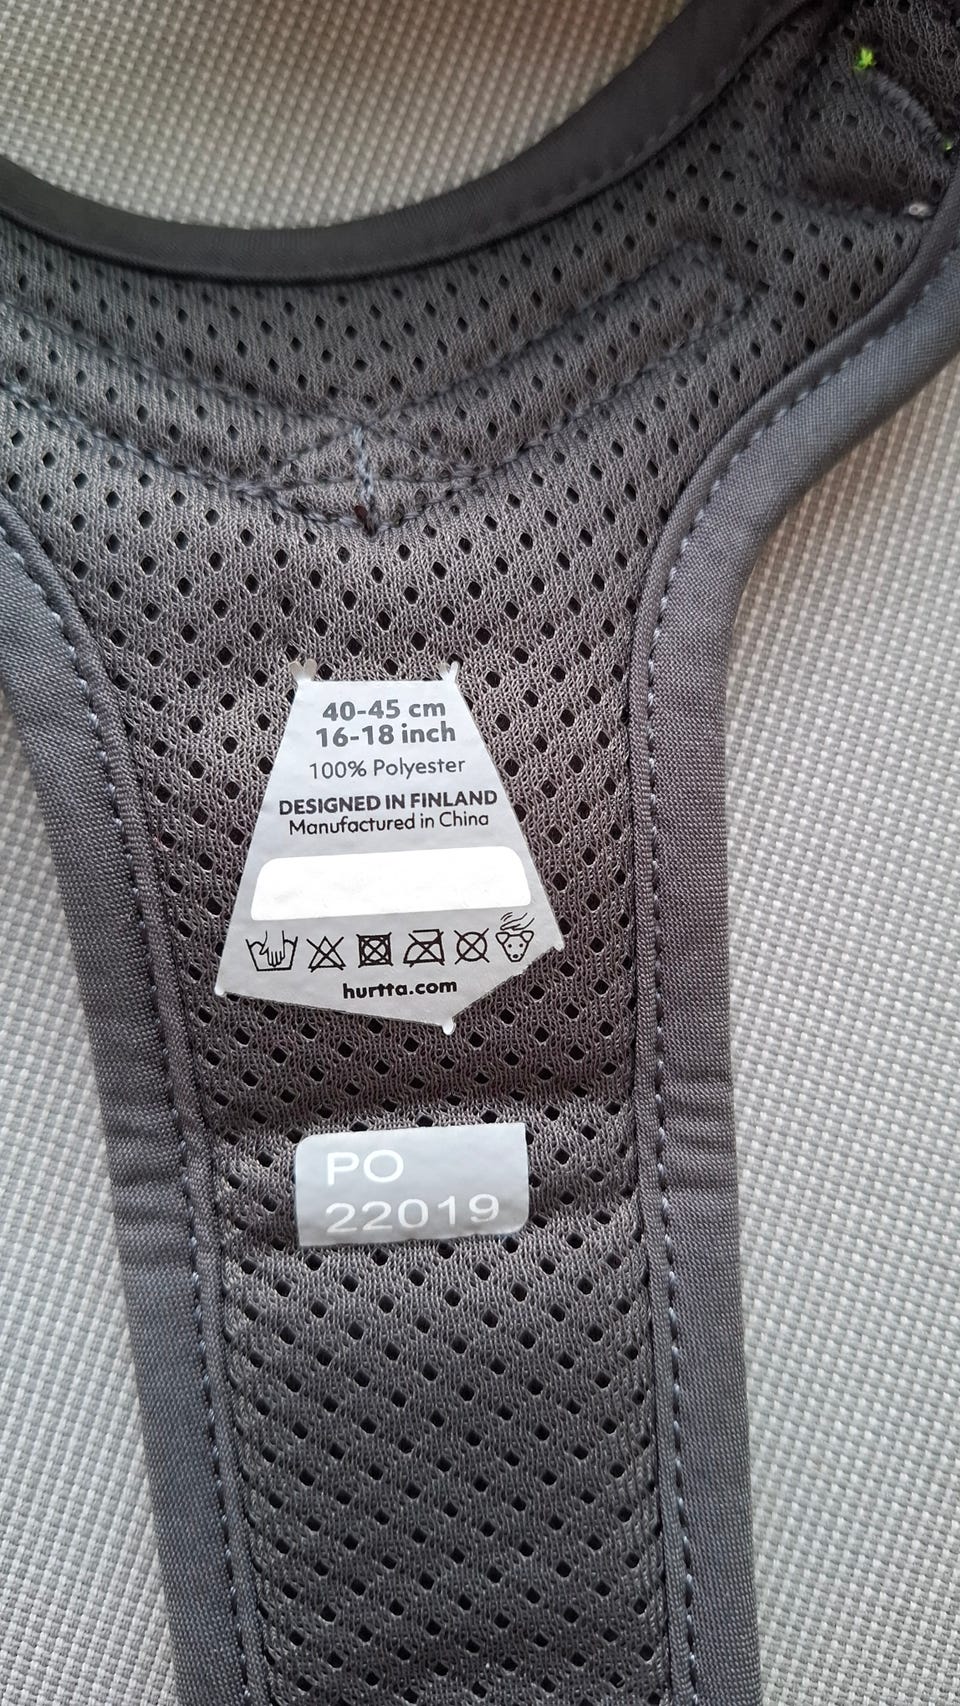 40-45 cm
16-18 inch
100% Polyester
DESIGNED IN FINLAND
Manufactured in China
hurtta.com
PO
22019